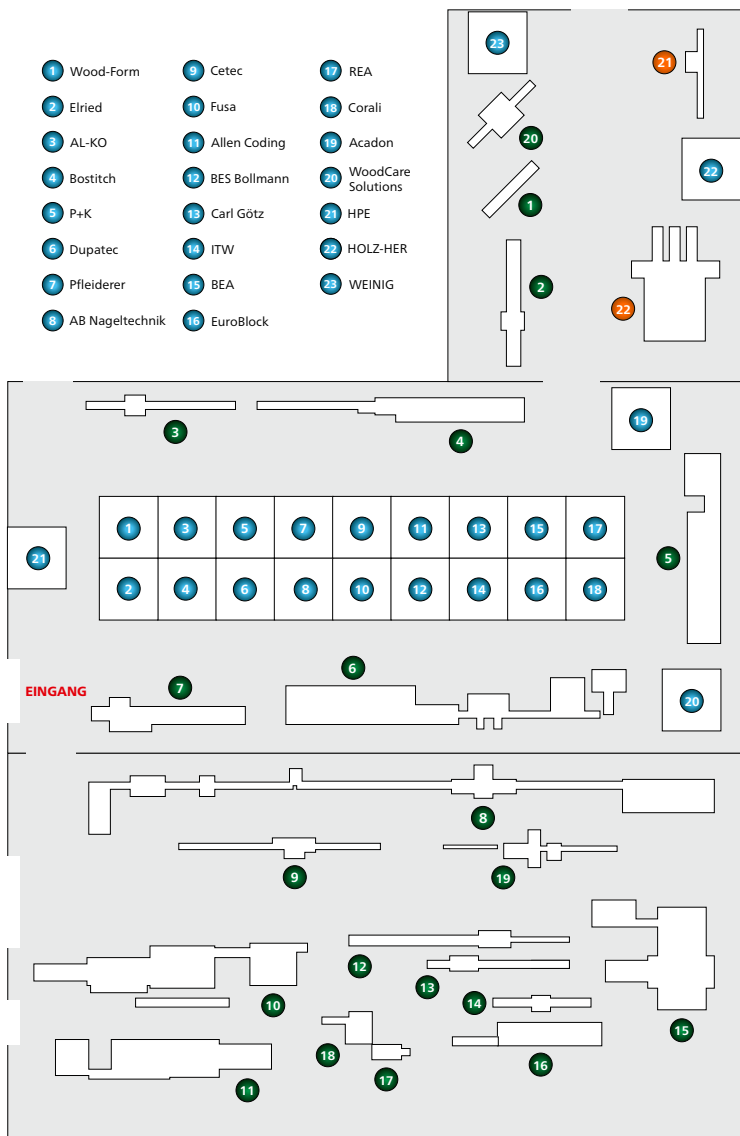 1 Wood-Form
2 Elried
3 AL-KO
4 Bostitch
5 P+K
6 Dupatec
7 Pfleiderer
8 AB Nageltechnik
9 Cetec
10 Fusa
11 Allen Coding
12 BES Bollmann
13 Carl Götz
14 ITW
15 BEA
16 EuroBlock
17 REA
18 Corali
19 Acadon
20 WoodCare
Solutions
21 HPE
22 HOLZ-HER
23 WEINIG
23
21
20
22
1
2
22
3
4
19
1 3 5 7 9 11 13 15 17
21
5
2 4 6 8 10 12 14 16 18
6
7
EINGANG
20
8
9
19
12
13
10
14
15
18
17
16
11